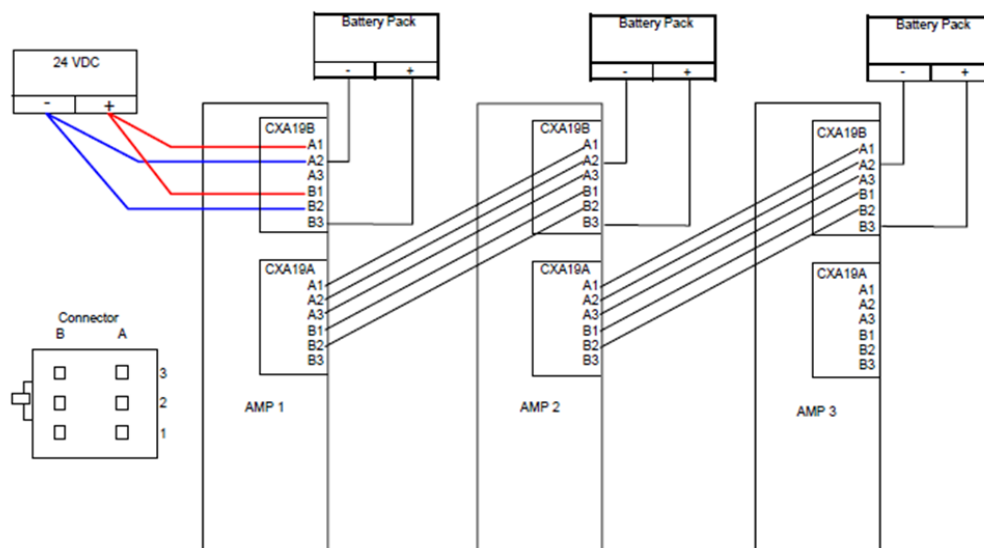 Battery Pack
- +
Battery Pack
- +
Battery Pack
- +
24 VDC
- +
CXA19B
A1
A2
A3
B1
B2
B3
CXA19A
A1
A2
A3
B1
B2
B3
AMP 1
CXA19B
A1
A2
A3
B1
B2
B3
CXA19A
A1
A2
A3
B1
B2
B3
AMP 2
CXA19B
A1
A2
A3
B1
B2
B3
CXA19A
A1
A2
A3
B1
B2
B3
AMP 3
Connector
B A
3
2
1